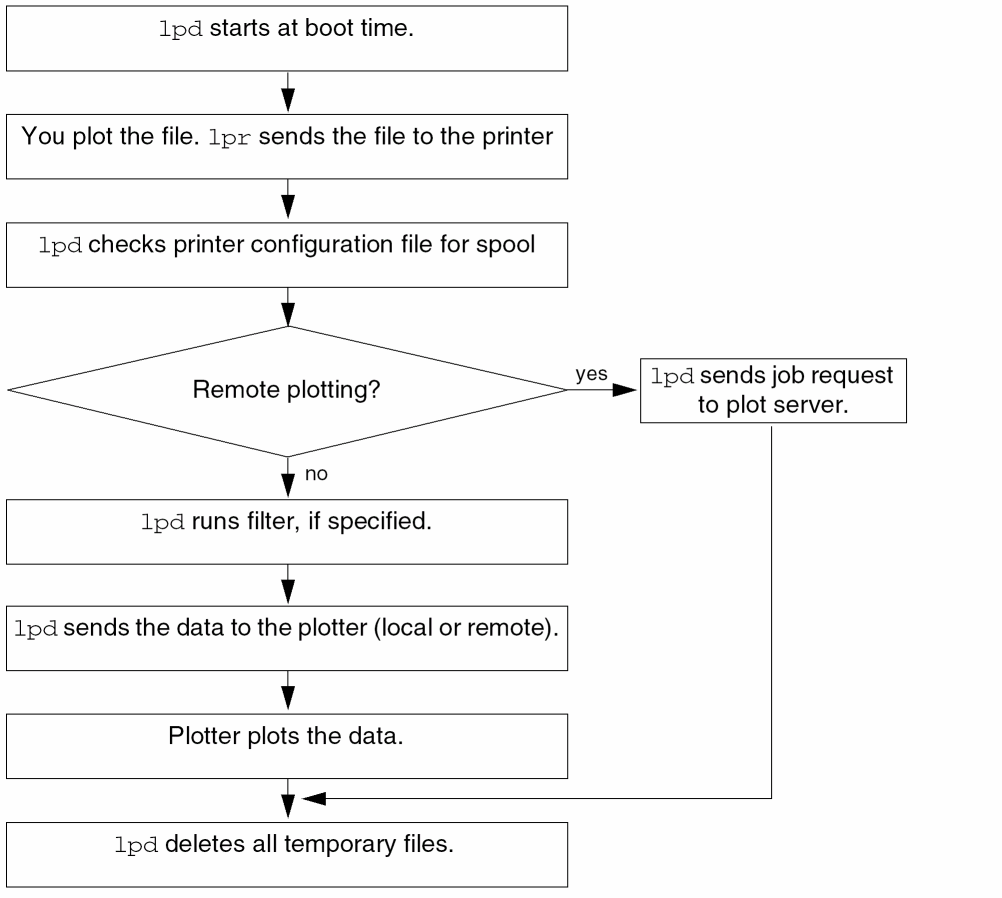 lpd starts at boot time.
You plot the file. lpr sends the file to the printer
lpd checks printer configuration file for spool
Remote plotting?
yes
lpd sends job request
to plot server.
no
lpd runs filter, if specified.
lpd sends the data to the plotter (local or remote).
Plotter plots the data.
lpd deletes all temporary files.